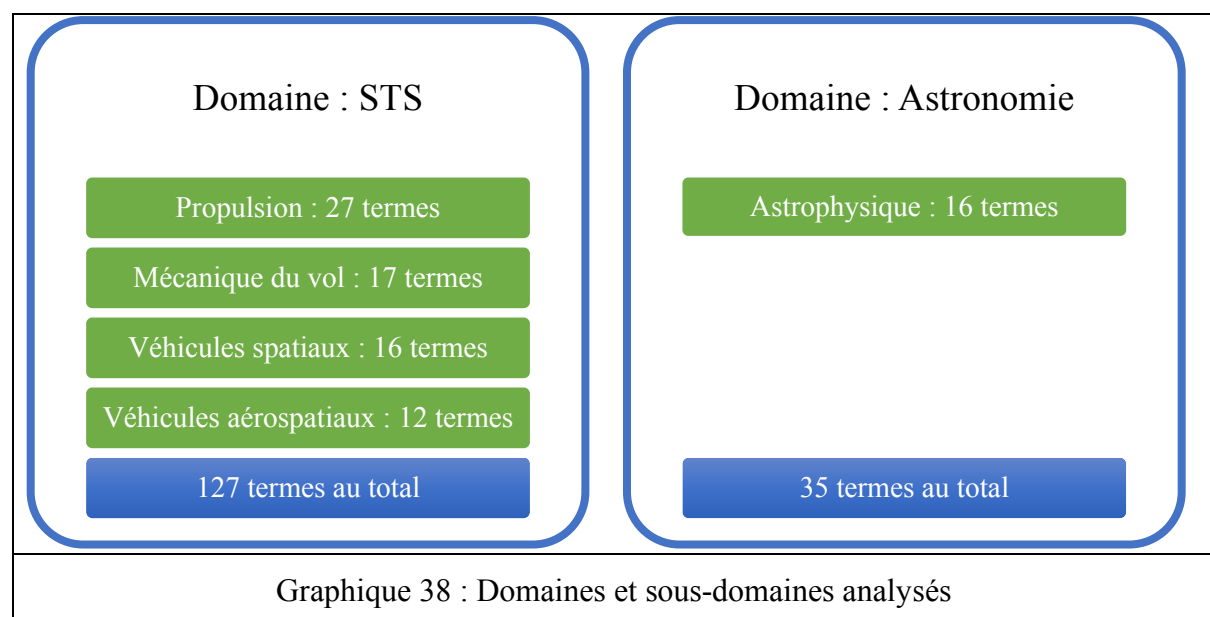 Domaine : STS
Propulsion : 27 termes
Mécanique du vol : 17 termes
Véhicules spatiaux : 16 termes
Véhicules aérospatiaux : 12 termes
127 termes au total
Domaine : Astronomie
Astrophysique : 16 termes
35 termes au total
Graphique 38 : Domaines et sous-domaines analysés